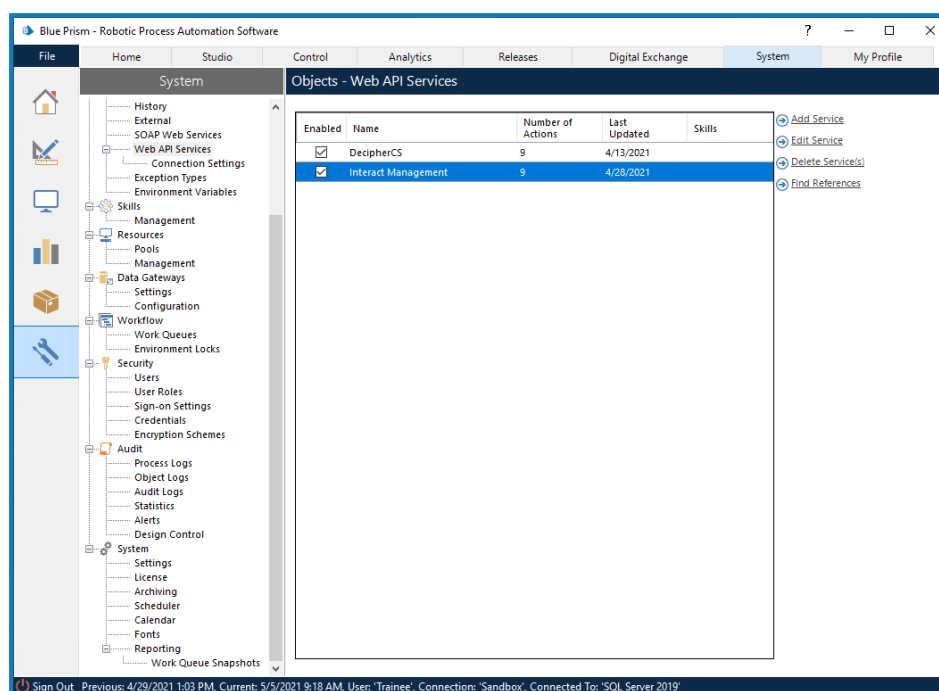 Blue Prism - Robotic Process Automation Software
File Home Studio Control Analytics Releases Digital Exchange System My Profile
System
Objects - Web API Services
History
External
SOAP Web Services
Web API Services
Connection Settings
Exception Types
Environment Variables
Skills
Management
Resources
Pools
Management
Data Gateways
Settings
Configuration
Workflow
Work Queues
Environment Locks
Security
Users
User Roles
Sign-on Settings
Credentials
Encryption Schemes
Audit
Process Logs
Object Logs
Audit Logs
Statistics
Alerts
Design Control
System
Settings
License
Archiving
Scheduler
Calendar
Fonts
Reporting
Work Queue Snapshots
Enabled Name Number of Actions Last Updated Skills
DecipherCS 9 4/13/2021
Interact Management 9 4/28/2021
Add Service
Edit Service
Delete Service(s)
Find References
Sign Out Previous: 4/29/2021 1:03 PM, Current: 5/5/2021 9:18 AM, User: 'Trainee', Connection: 'Sandbox', Connected To: 'SQL Server 2019'